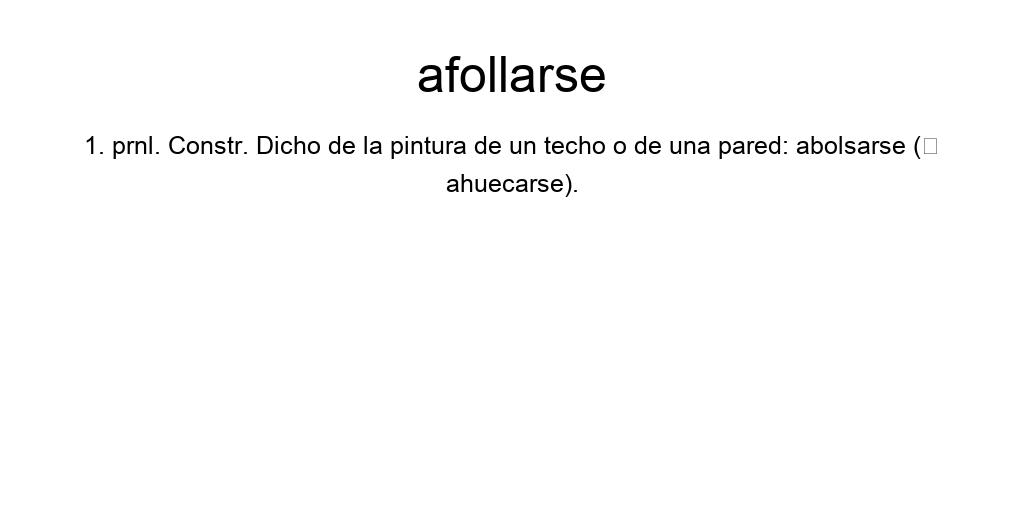 afollarse
1. prnl. Constr. Dicho de la pintura de un techo o de una pared: abolsarse (□
ahuecarse).